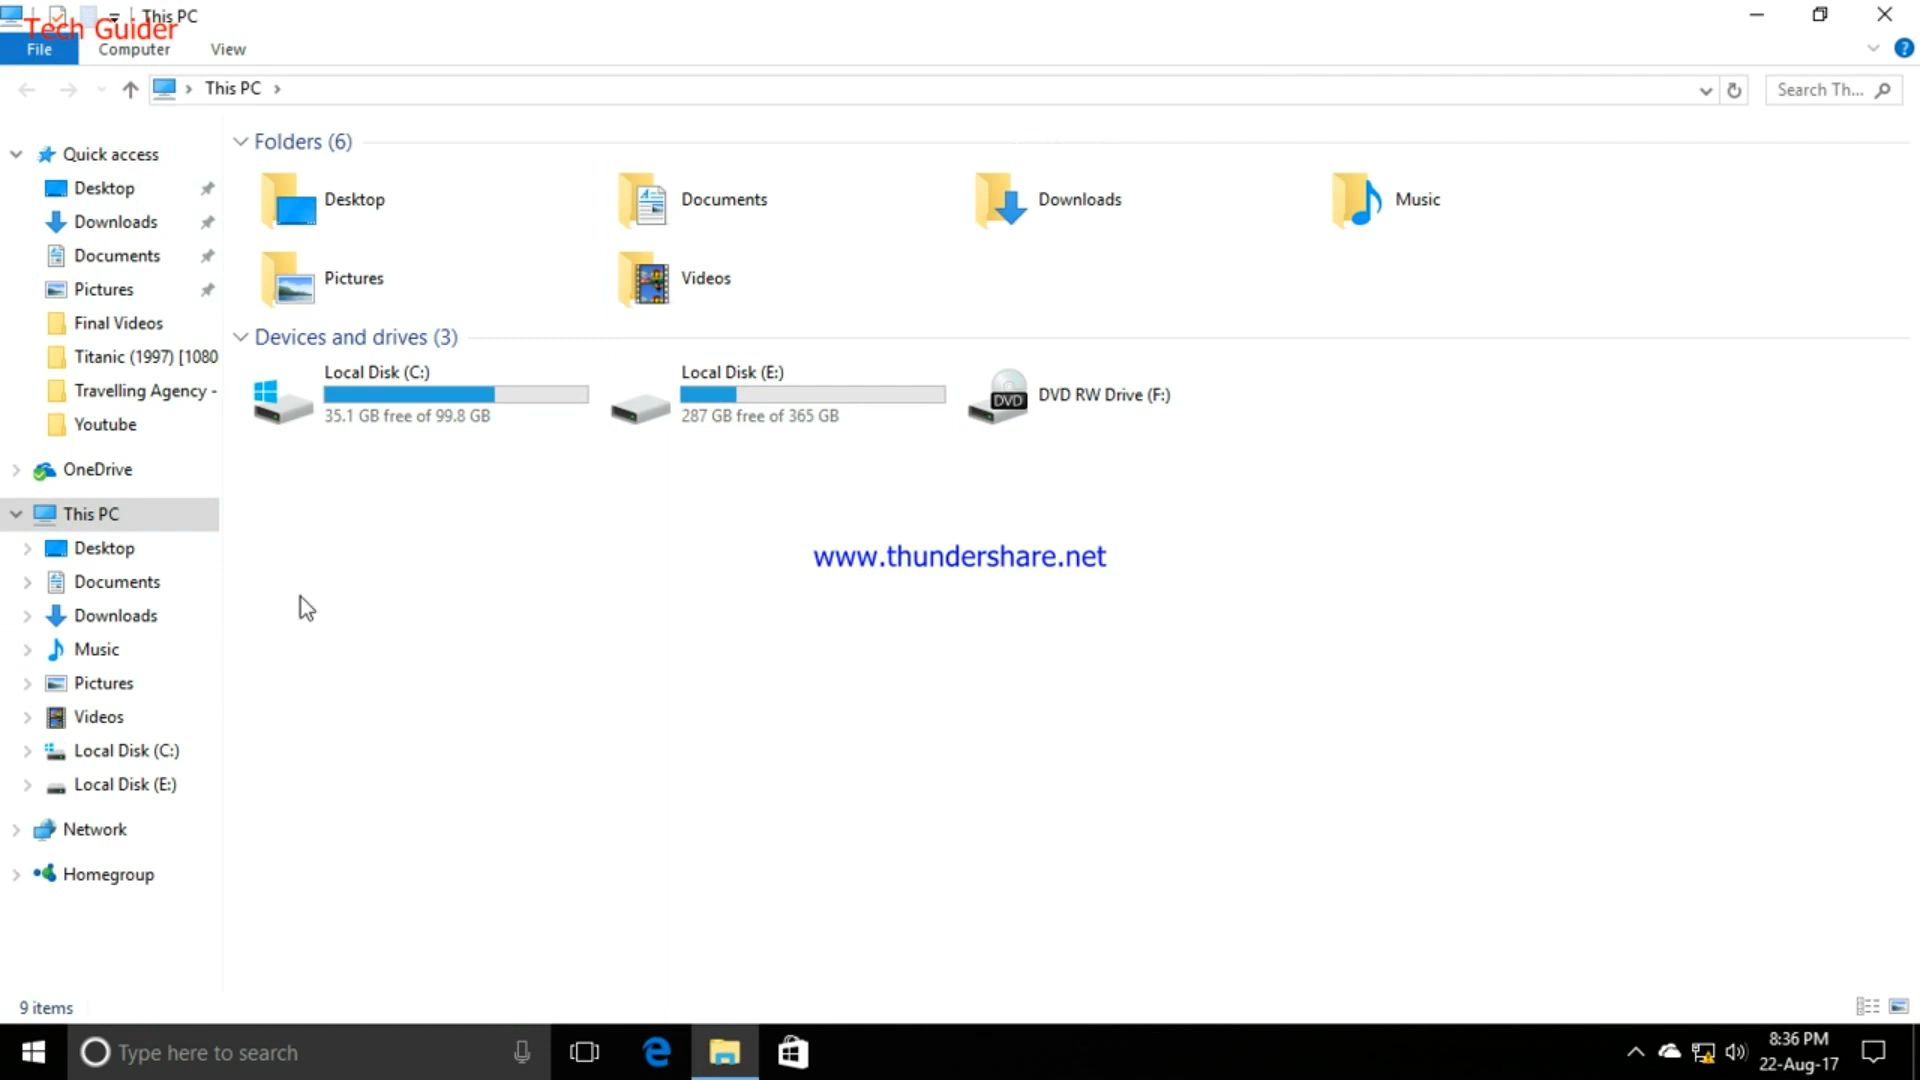 This PC
Tech Guider
File
Computer
View
This PC
Search Th...
Quick access
Desktop
Downloads
Documents
Pictures
Final Videos
Titanic (1997) [1080
Travelling Agency -
Youtube
OneDrive
This PC
Desktop
Documents
Downloads
Music
Pictures
Videos
Local Disk (C:)
Local Disk (E:)
Network
Homegroup
Folders (6)
Desktop
Documents
Downloads
Music
Pictures
Videos
Devices and drives (3)
Local Disk (C:)
35.1 GB free of 99.8 GB
Local Disk (E:)
287 GB free of 365 GB
DVD
DVD RW Drive (F:)
www.thundershare.net
9 items
Type here to search
8:36 PM
22-Aug-17